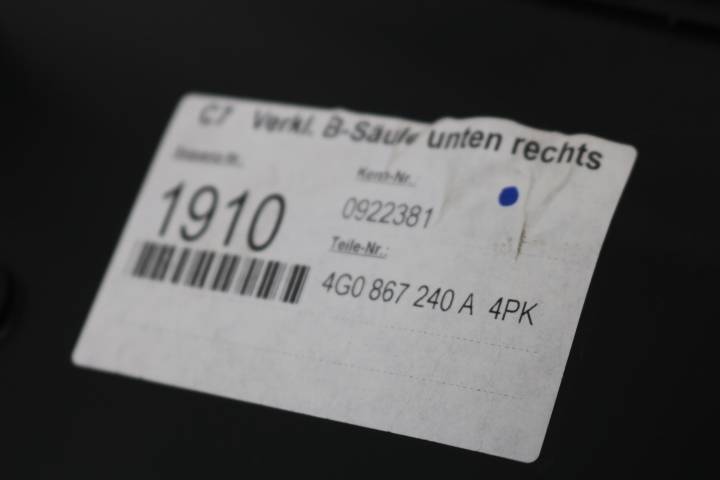 C7 Verkl. B-Säule unten rechts
Kenn-Nr.:
1910
0922381
Teile-Nr.:
4G0 867 240 A 4PK